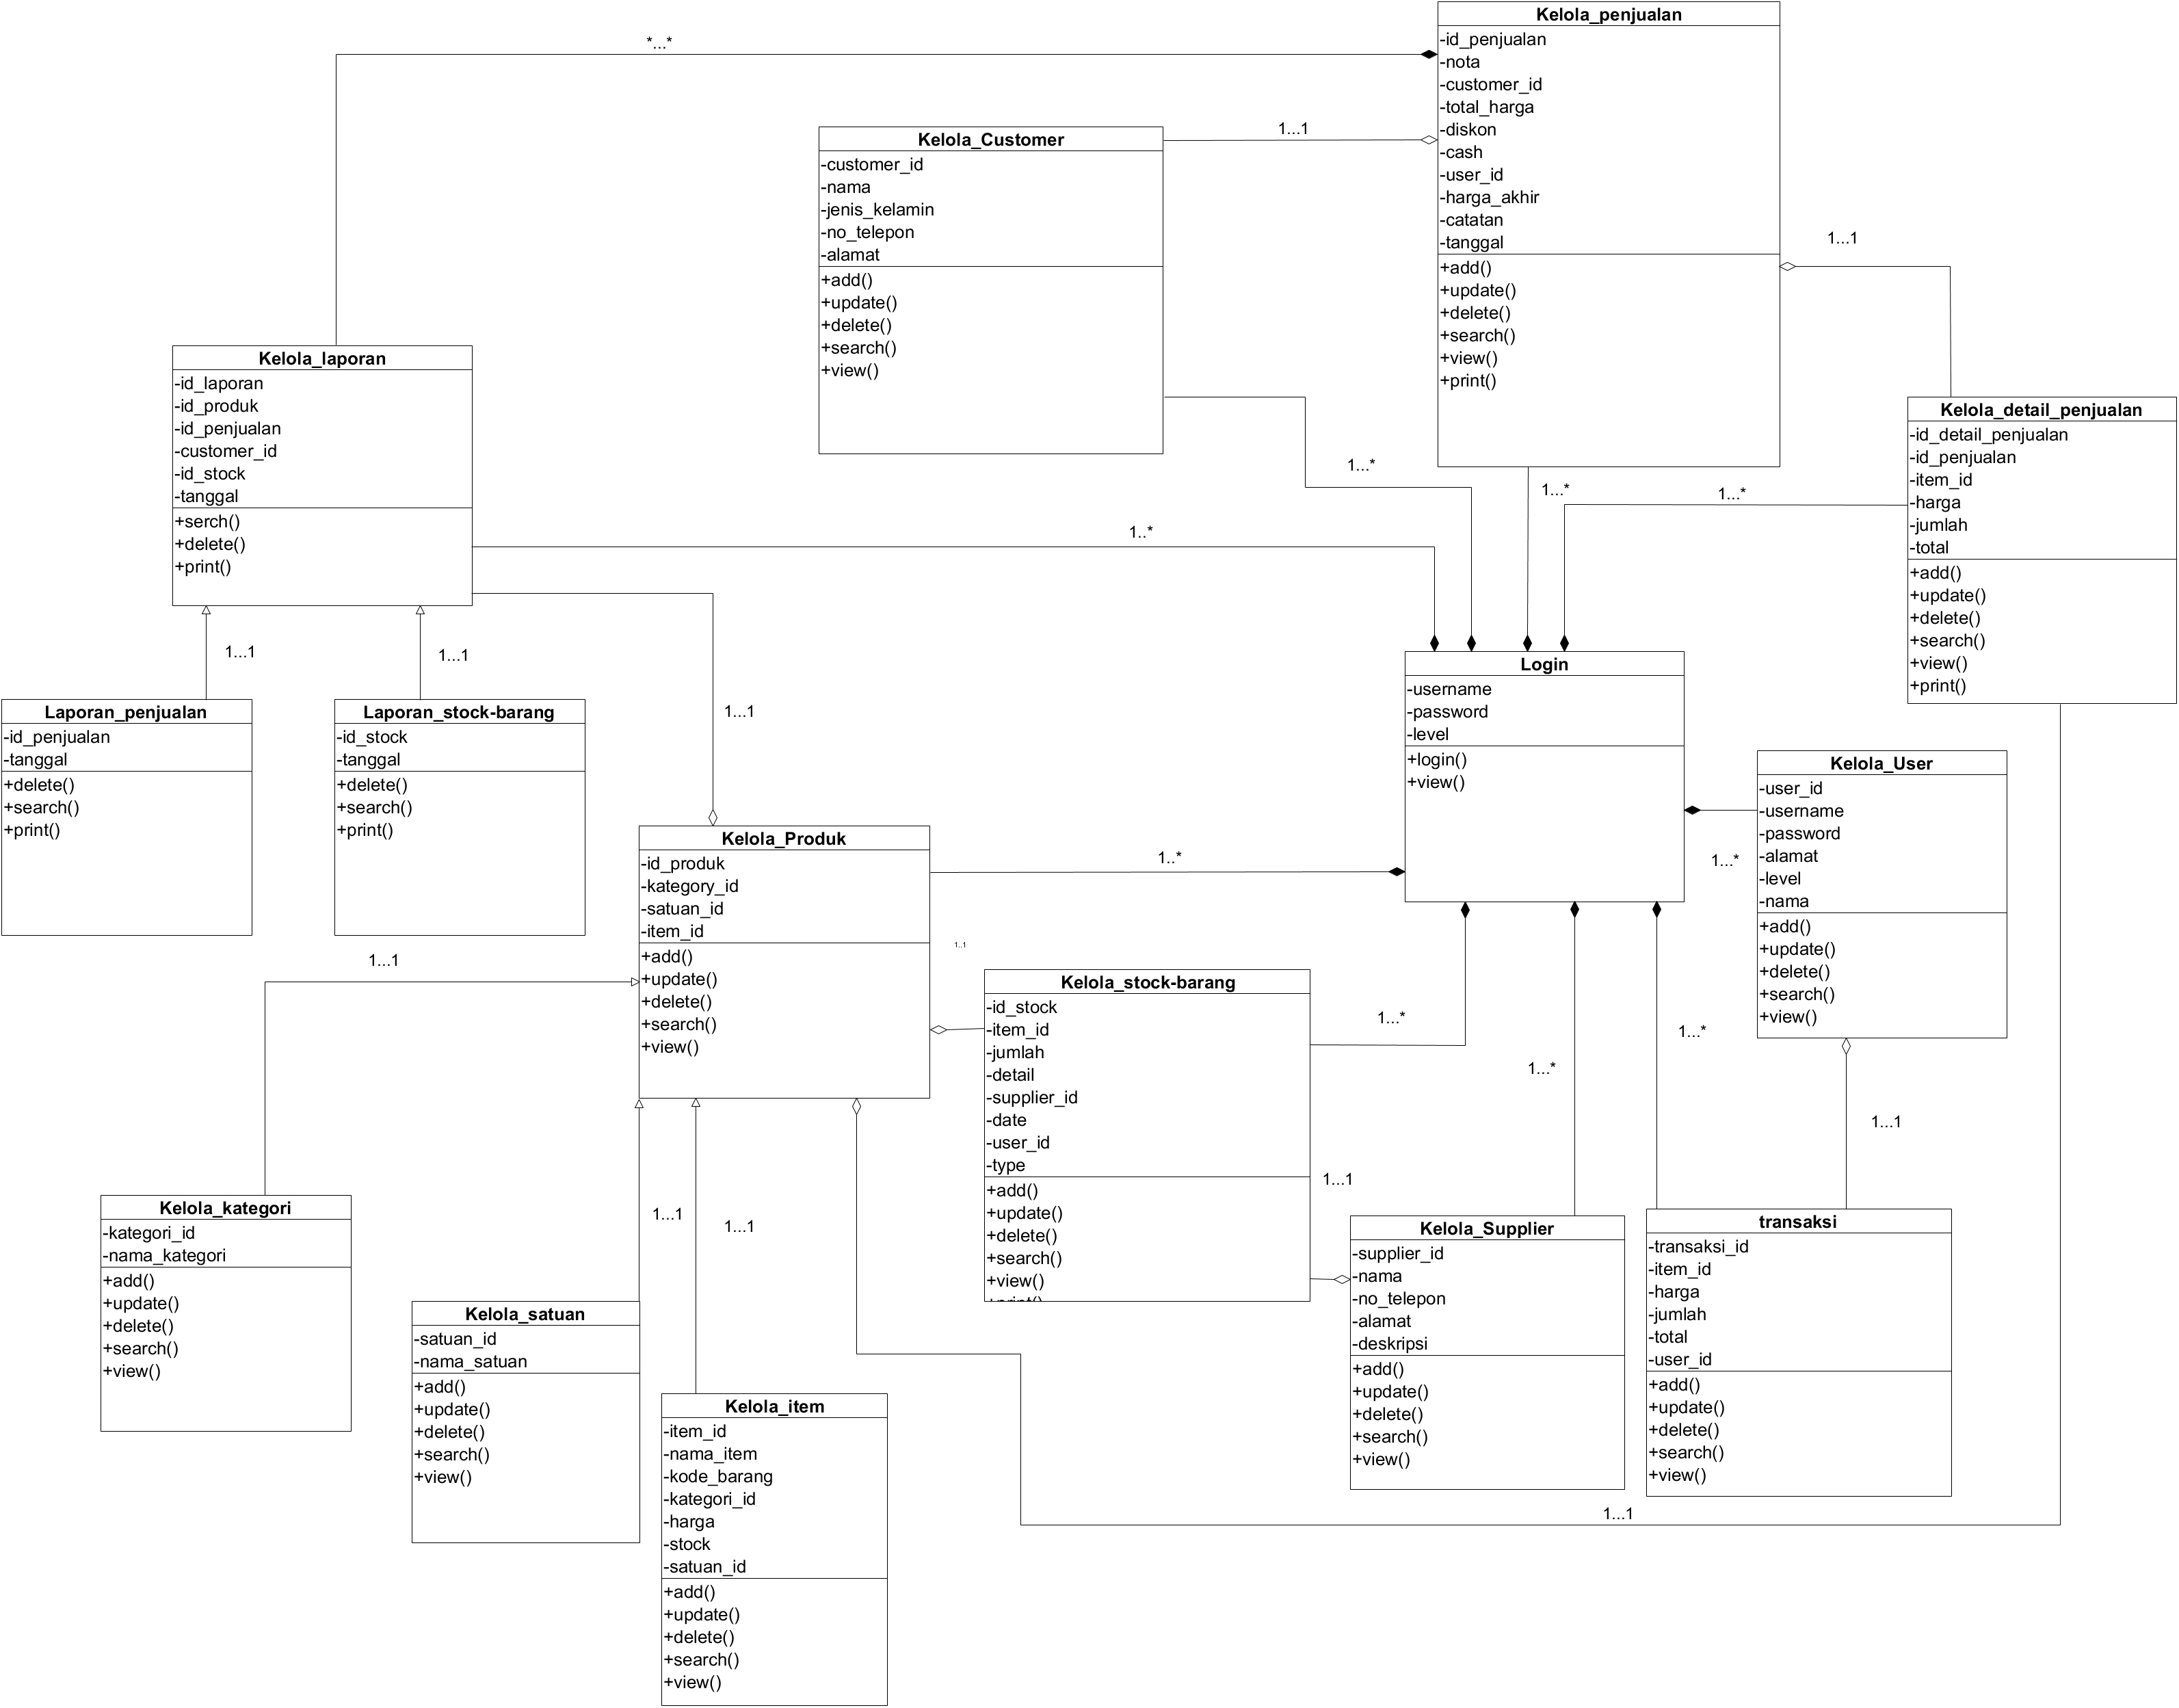 Kelola_penjualan
-id_penjualan
-nota
-customer_id
-total_harga
-diskon
-cash
-user_id
-harga_akhir
-catatan
-tanggal
+add()
+update()
+delete()
+search()
+view()
+print()
*...*
1...1
1...1
Kelola_Customer
-customer_id
-nama
-jenis_kelamin
-no_telepon
-alamat
+add()
+update()
+delete()
+search()
+view()
Kelola_laporan
-id_laporan
-id_produk
-id_penjualan
-customer_id
-id_stock
-tanggal
+serch()
+delete()
+print()
Kelola_detail_penjualan
-id_detail_penjualan
-id_penjualan
-item_id
-harga
-jumlah
-total
+add()
+update()
+delete()
+search()
+view()
+print()
1...*
1...*
1...*
1..*
1...1
1...1
1...1
Laporan_penjualan
-id_penjualan
-tanggal
+delete()
+search()
+print()
Laporan_stock-barang
-id_stock
-tanggal
+delete()
+search()
+print()
Login
-username
-password
-level
+login()
+view()
Kelola_User
-user_id
-username
-password
-alamat
-level
-nama
+add()
+update()
+delete()
+search()
+view()
1...*
Kelola_Produk
-id_produk
-kategory_id
-satuan_id
-item_id
+add()
+update()
+delete()
+search()
+view()
1..*
1..1
1...1
Kelola_stock-barang
-id_stock
-item_id
-jumlah
-detail
-supplier_id
-date
-user_id
-type
+add()
+update()
+delete()
+search()
+view()
+print()
1...*
1...*
1...*
1...1
1...1
1...1
1...1
Kelola_kategori
-kategori_id
-nama_kategori
+add()
+update()
+delete()
+search()
+view()
Kelola_satuan
-satuan_id
-nama_satuan
+add()
+update()
+delete()
+search()
+view()
Kelola_item
-item_id
-nama_item
-kode_barang
-kategori_id
-harga
-stock
-satuan_id
+add()
+update()
+delete()
+search()
+view()
Kelola_Supplier
-supplier_id
-nama
-no_telepon
-alamat
-deskripsi
+add()
+update()
+delete()
+search()
+view()
transaksi
-transaksi_id
-item_id
-harga
-jumlah
-total
-user_id
+add()
+update()
+delete()
+search()
+view()
1...1